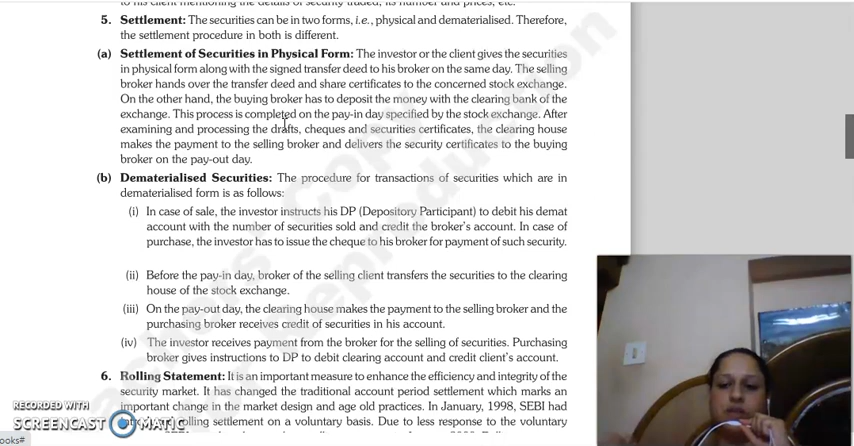 to his client mentioning the details of security traded, its number and prices, etc.
5. Settlement: The securities can be in two forms, i.e., physical and dematerialised. Therefore,
the settlement procedure in both is different.
(a) Settlement of Securities in Physical Form: The investor or the client gives the securities
in physical form along with the signed transfer deed to his broker on the same day. The selling
broker hands over the transfer deed and share certificates to the concerned stock exchange.
On the other hand, the buying broker has to deposit the money with the clearing bank of the
exchange. This process is completed on the pay-in day specified by the stock exchange. After
examining and processing the drafts, cheques and securities certificates, the clearing house
makes the payment to the selling broker and delivers the security certificates to the buying
broker on the pay-out day.
(b) Dematerialised Securities: The procedure for transactions of securities which are in
dematerialised form is as follows:
(i) In case of sale, the investor instructs his DP (Depository Participant) to debit his demat
account with the number of securities sold and credit the broker's account. In case of
purchase, the investor has to issue the cheque to his broker for payment of such security.
(ii) Before the pay-in day, broker of the selling client transfers the securities to the clearing
house of the stock exchange.
(iii) On the pay-out day, the clearing house makes the payment to the selling broker and the
purchasing broker receives credit of securities in his account.
(iv) The investor receives payment from the broker for the selling of securities. Purchasing
broker gives instructions to DP to debit clearing account and credit client's account.
6. Rolling Statement: It is an important measure to enhance the efficiency and integrity of the
security market. It has changed the traditional account period settlement which marks an
important change in the market design and age old practices. In January, 1998, SEBI had
rolling settlement on a voluntary basis. Due to less response to the voluntary
RECORDED WITH
SCREENCAST MATIC
ooks#